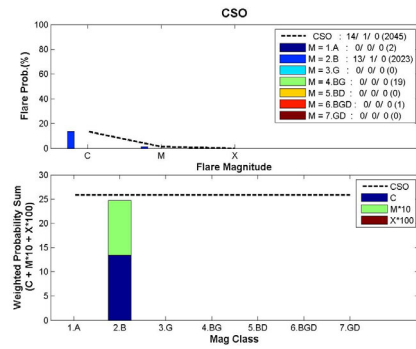 CSO
100
80
60
40
20
0
Flare Prob.(%)
C M X
Flare Magnitude
CSO : 14/ 1/ 0 (2045)
M = 1.A : 0/ 0/ 0 (2)
M = 2.B : 13/ 1/ 0 (2023)
M = 3.G : 0/ 0/ 0 (0)
M = 4.BG : 0/ 0/ 0 (19)
M = 5.BD : 0/ 0/ 0 (0)
M = 6.BGD : 0/ 0/ 0 (1)
M = 7.GD : 0/ 0/ 0 (0)
30
25
20
15
10
5
0
Weighted Probability Sum
(C + M*10 + X*100)
CSO
C
M*10
X*100
1.A 2.B 3.G 4.BG 5.BD 6.BGD 7.GD
Mag Class